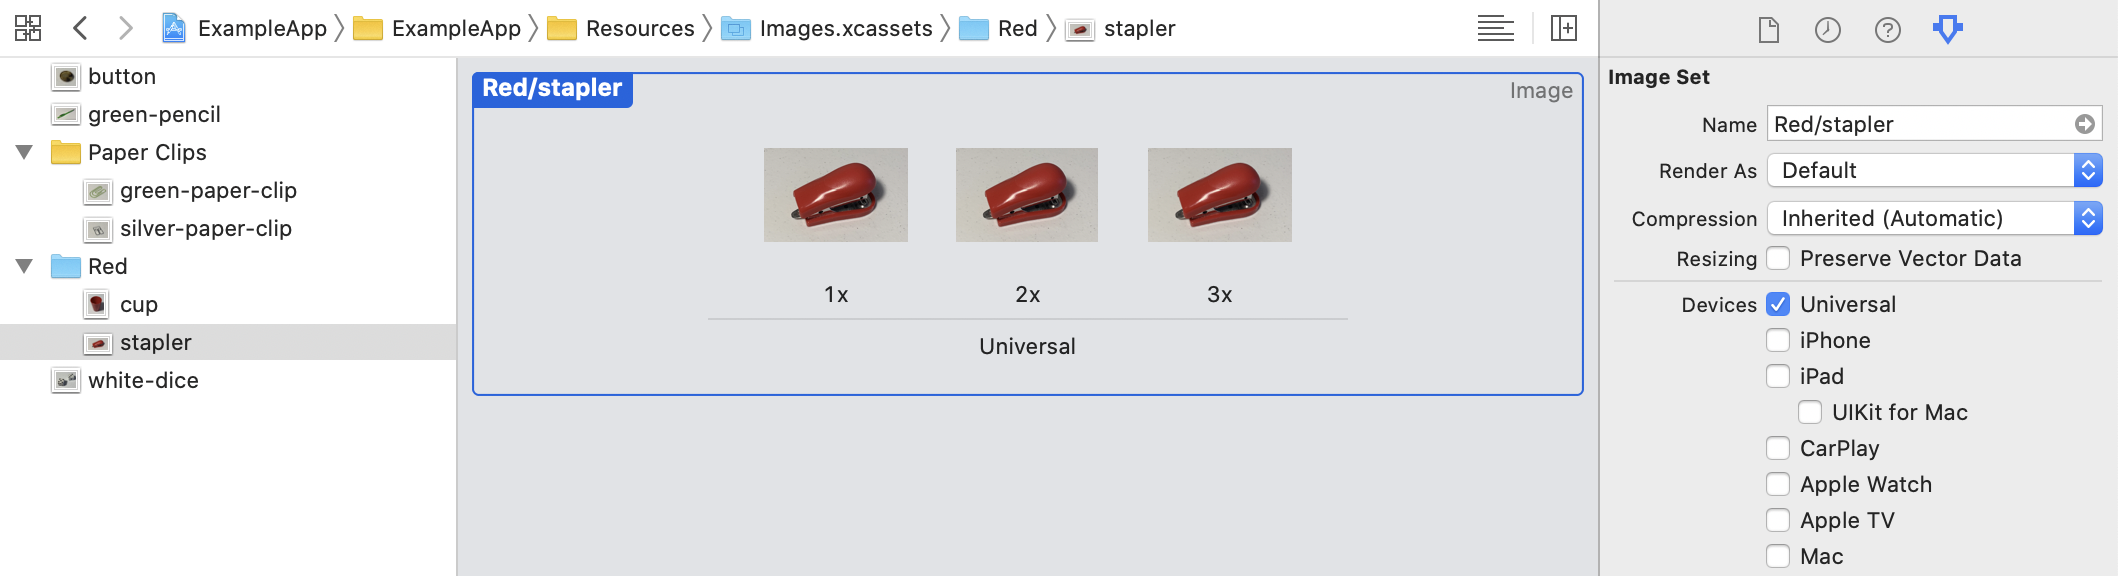 ExampleApp ExampleApp Resources Images.xcassets Red stapler
button
green-pencil
Paper Clips
green-paper-clip
silver-paper-clip
Red
cup
stapler
white-dice
Red/stapler Image
1x 2x 3x
Universal
Image Set
Name Red/stapler
Render As Default
Compression Inherited (Automatic)
Resizing Preserve Vector Data
Devices Universal
iPhone
iPad
UIKit for Mac
CarPlay
Apple Watch
Apple TV
Mac